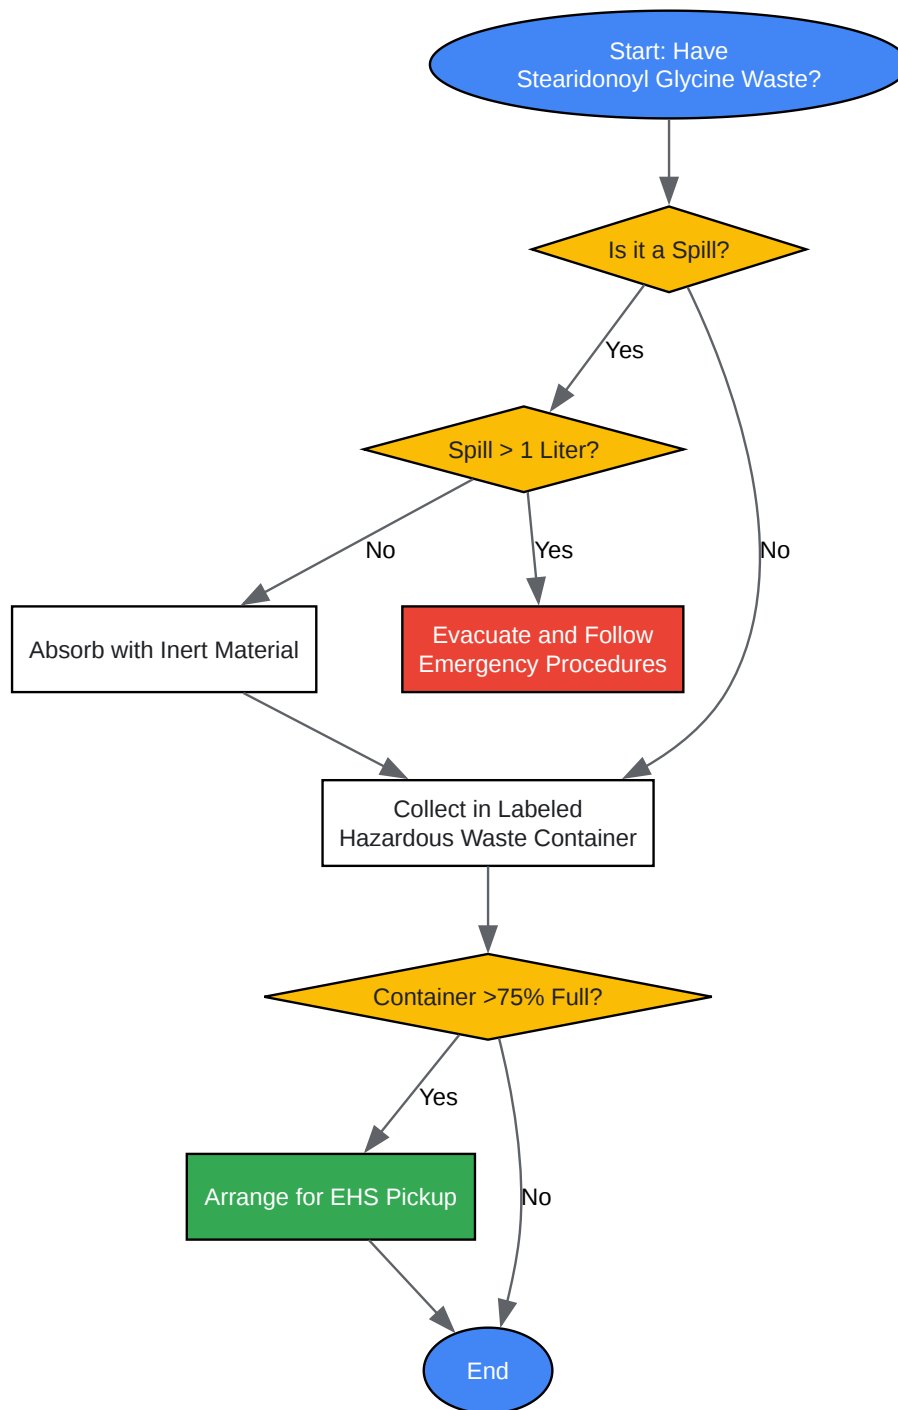 Start: Have
Stearidonoyl Glycine Waste?
Is it a Spill?
Yes
Spill > 1 Liter?
No
Yes
No
Absorb with Inert Material
Evacuate and Follow
Emergency Procedures
Collect in Labeled
Hazardous Waste Container
Container >75% Full?
Yes
Arrange for EHS Pickup
No
End